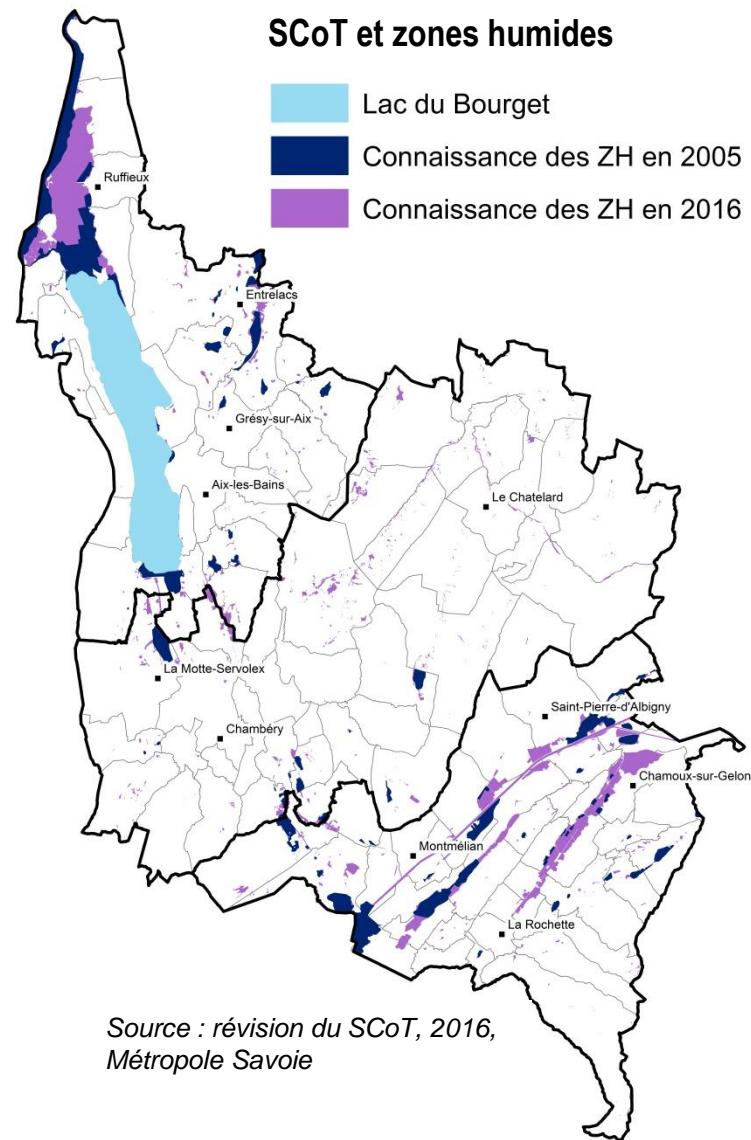 SCoT et zones humides
Lac du Bourget
Connaissance des ZH en 2005
Connaissance des ZH en 2016
Ruffieux
Entrelacs
Grésy-sur-Aix
Aix-les-Bains
Le Chatelard
La Motte-Servolex
Saint-Pierre-d'Albigny
Chambéry
Chamoux-sur-Gelon
Montmélian
La Rochette
Source : révision du SCoT, 2016,
Métropole Savoie